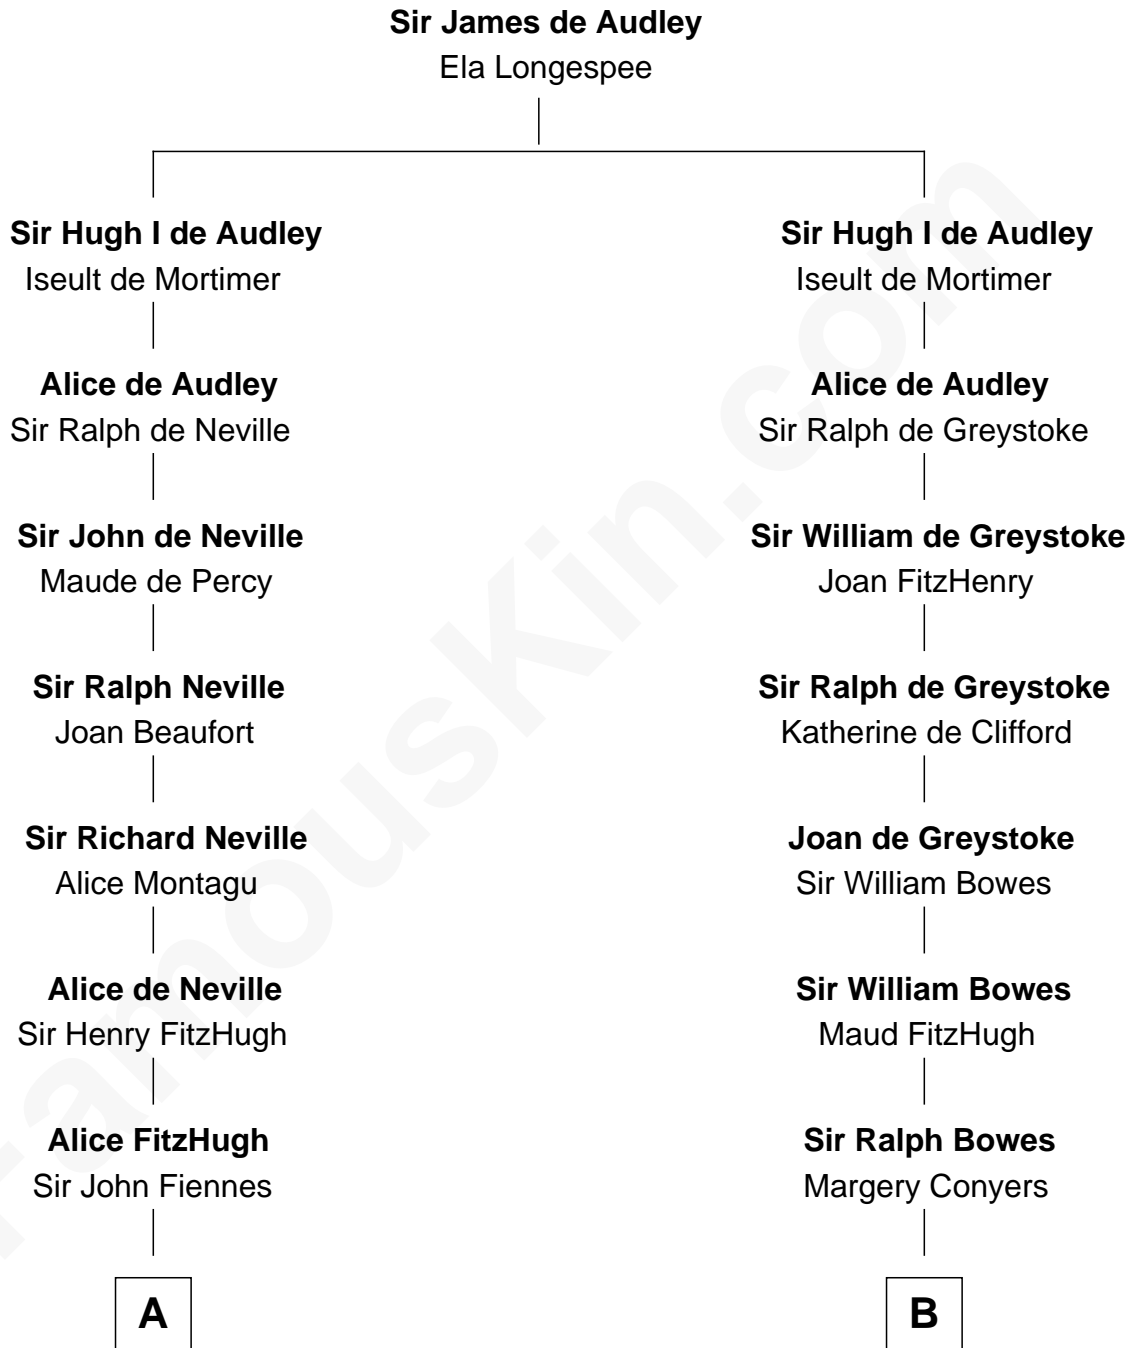 Sir James de Audley
Ela Longespee
Sir Hugh I de Audley
Iseult de Mortimer
Sir Hugh I de Audley
Iseult de Mortimer
Alice de Audley
Sir Ralph de Neville
Alice de Audley
Sir Ralph de Greystoke
Sir John de Neville
Maude de Percy
Sir William de Greystoke
Joan FitzHenry
Sir Ralph Neville
Joan Beaufort
Sir Ralph de Greystoke
Katherine de Clifford
Sir Richard Neville
Alice Montagu
Joan de Greystoke
Sir William Bowes
Alice de Neville
Sir Henry FitzHugh
Sir William Bowes
Maud FitzHugh
Alice FitzHugh
Sir John Fiennes
Sir Ralph Bowes
Margery Conyers
A
B
FamousKin.com